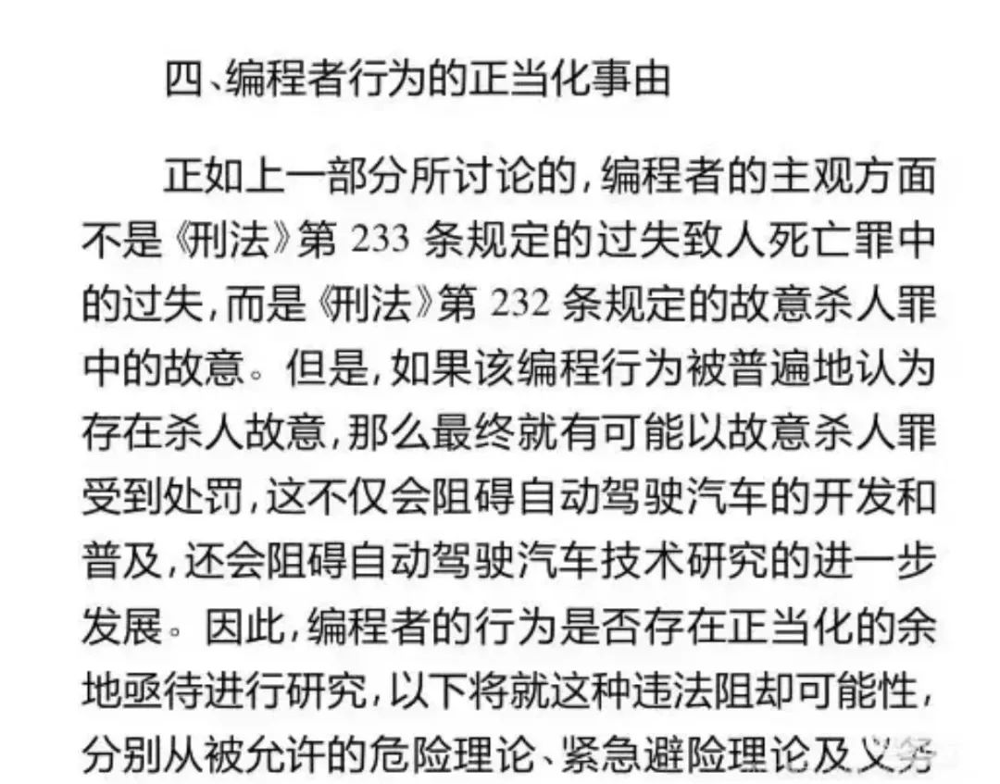 四、编程者行为的正当化事由
正如上一部分所讨论的,编程者的主观方面
不是《刑法》第 233 条规定的过失致人死亡罪中
的过失,而是《刑法》第 232 条规定的故意杀人罪
中的故意。但是,如果该编程行为被普遍地认为
存在杀人故意,那么最终就有可能以故意杀人罪
受到处罚,这不仅会阻碍自动驾驶汽车的开发和
普及,还会阻碍自动驾驶汽车技术研究的进一步
发展。因此,编程者的行为是否存在正当化的余
地亟待进行研究,以下将就这种违法阻却可能性,
分别从被允许的危险理论、紧急避险理论及义务